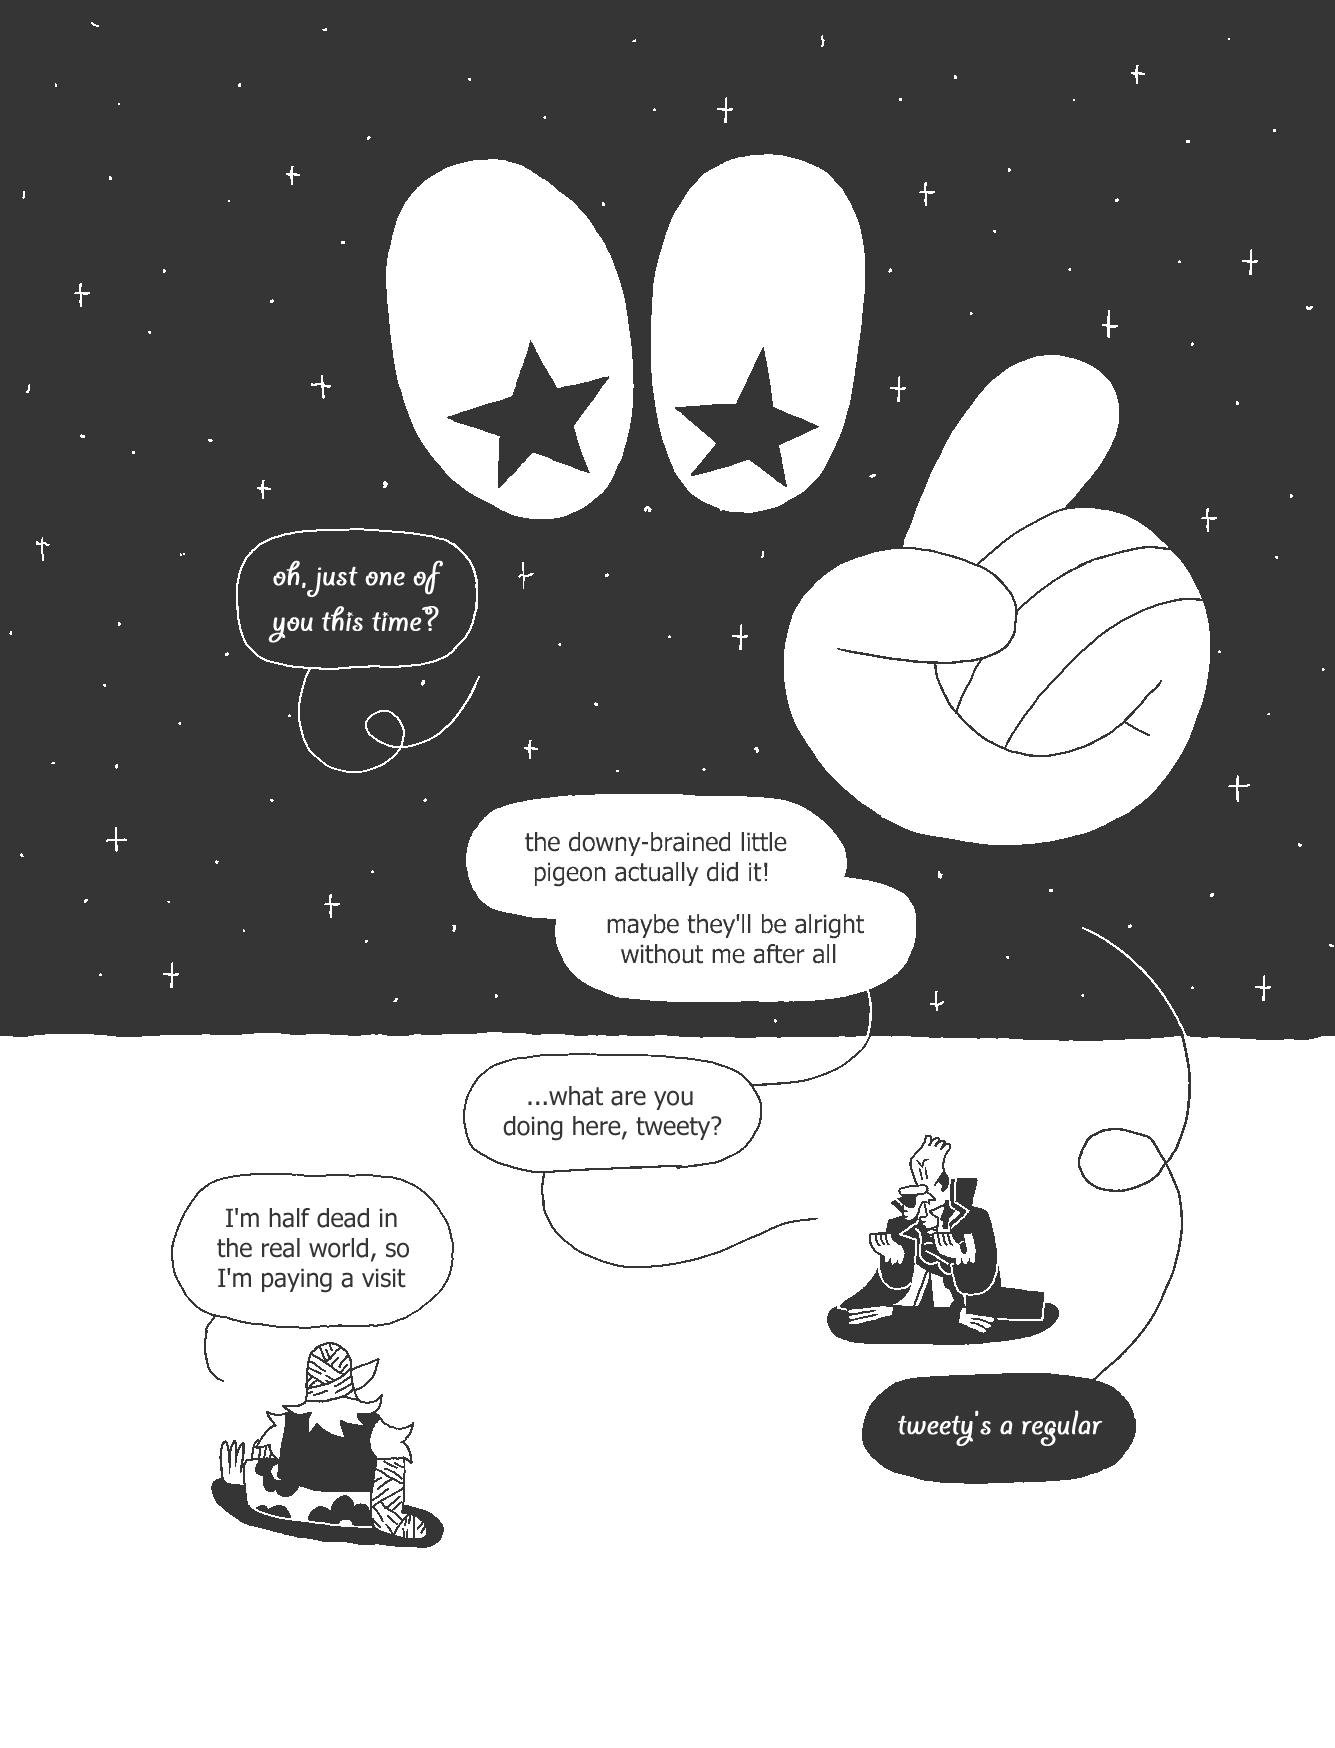 oh, just one of
you this time?
the downy-brained little
pigeon actually did it!
maybe they'll be alright
without me after all
...what are you
doing here, tweety?
I'm half dead in
the real world, so
I'm paying a visit
tweety's a regular